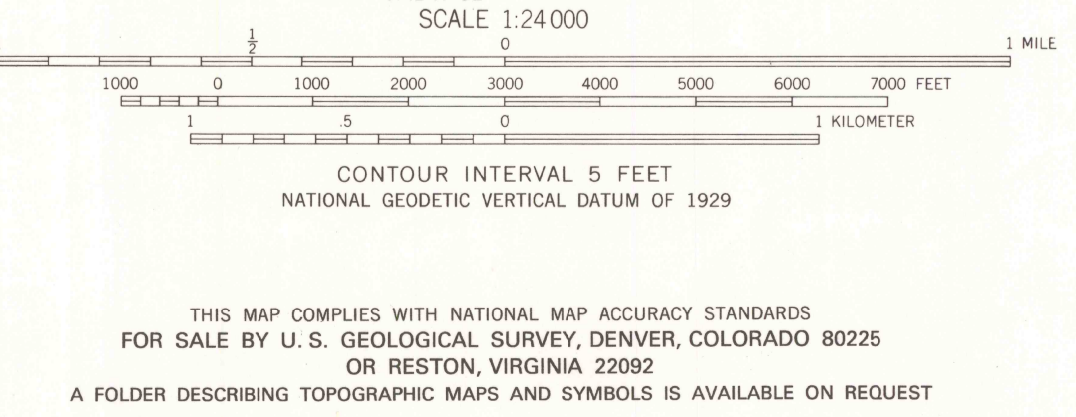 SCALE 1:24 000
1/2 0 1 MILE
1000 0 1000 2000 3000 4000 5000 6000 7000 FEET
1 .5 0 1 KILOMETER
CONTOUR INTERVAL 5 FEET
NATIONAL GEODETIC VERTICAL DATUM OF 1929
THIS MAP COMPLIES WITH NATIONAL MAP ACCURACY STANDARDS
FOR SALE BY U. S. GEOLOGICAL SURVEY, DENVER, COLORADO 80225
OR RESTON, VIRGINIA 22092
A FOLDER DESCRIBING TOPOGRAPHIC MAPS AND SYMBOLS IS AVAILABLE ON REQUEST